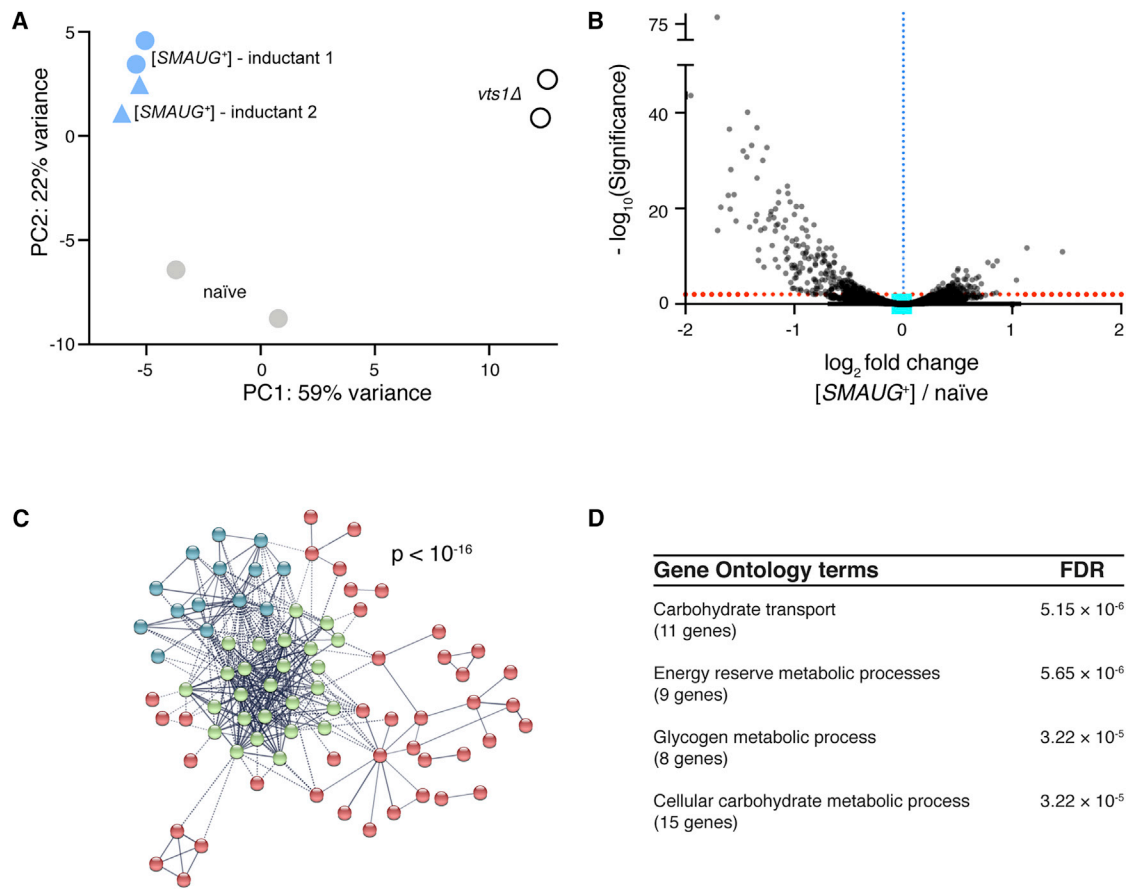 A
5
0
-5
-10
-5
0
5
10
PC2: 22% variance
PC1: 59% variance
[SMAUG⁺] - inductant 1
[SMAUG⁺] - inductant 2
vts1Δ
naïve
B
75
40
20
0
-2
-1
0
1
2
- log₁₀(Significance)
log₂ fold change
[SMAUG⁺] / naïve
C
p < 10⁻¹⁶
D
Gene Ontology terms FDR
Carbohydrate transport 5.15 × 10⁻⁶
(11 genes)
Energy reserve metabolic processes 5.65 × 10⁻⁶
(9 genes)
Glycogen metabolic process 3.22 × 10⁻⁵
(8 genes)
Cellular carbohydrate metabolic process 3.22 × 10⁻⁵
(15 genes)